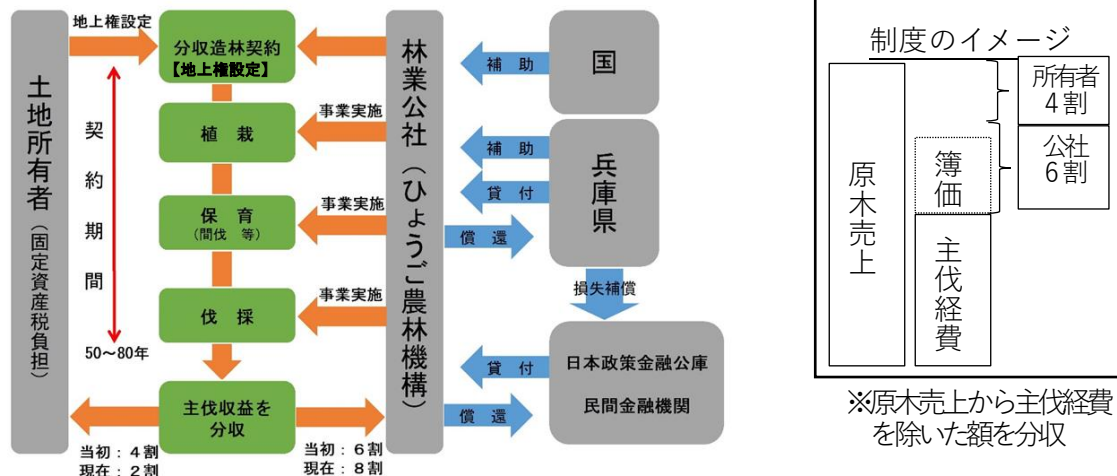 地上権設定
土地所有者（固定資産税負担）
契約期間
50～80年
分収造林契約
【地上権設定】
植　栽
保　育
（間伐　等）
伐　採
主伐収益を
分収
当初：４割
現在：２割
当初：６割
現在：８割
事業実施
事業実施
事業実施
林業公社（ひょうご農林機構）
補　助
補　助
貸　付
償　還
貸　付
償　還
国
兵庫県
損失補償
日本政策金融公庫
民間金融機関
制度のイメージ
原木売上
簿価
主伐経費
所有者
4割
公社
6割
※原木売上から主伐経費
を除いた額を分収